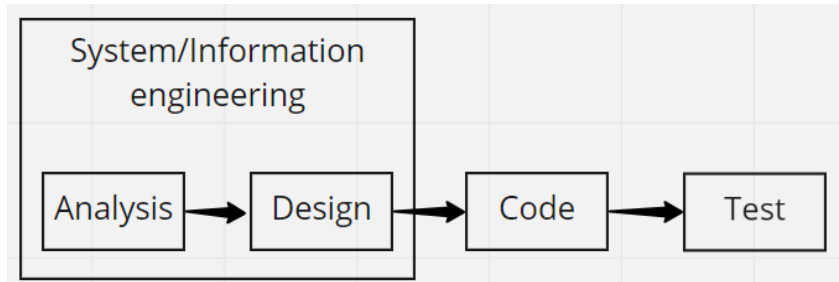 System/Information
engineering
Analysis
Design
Code
Test